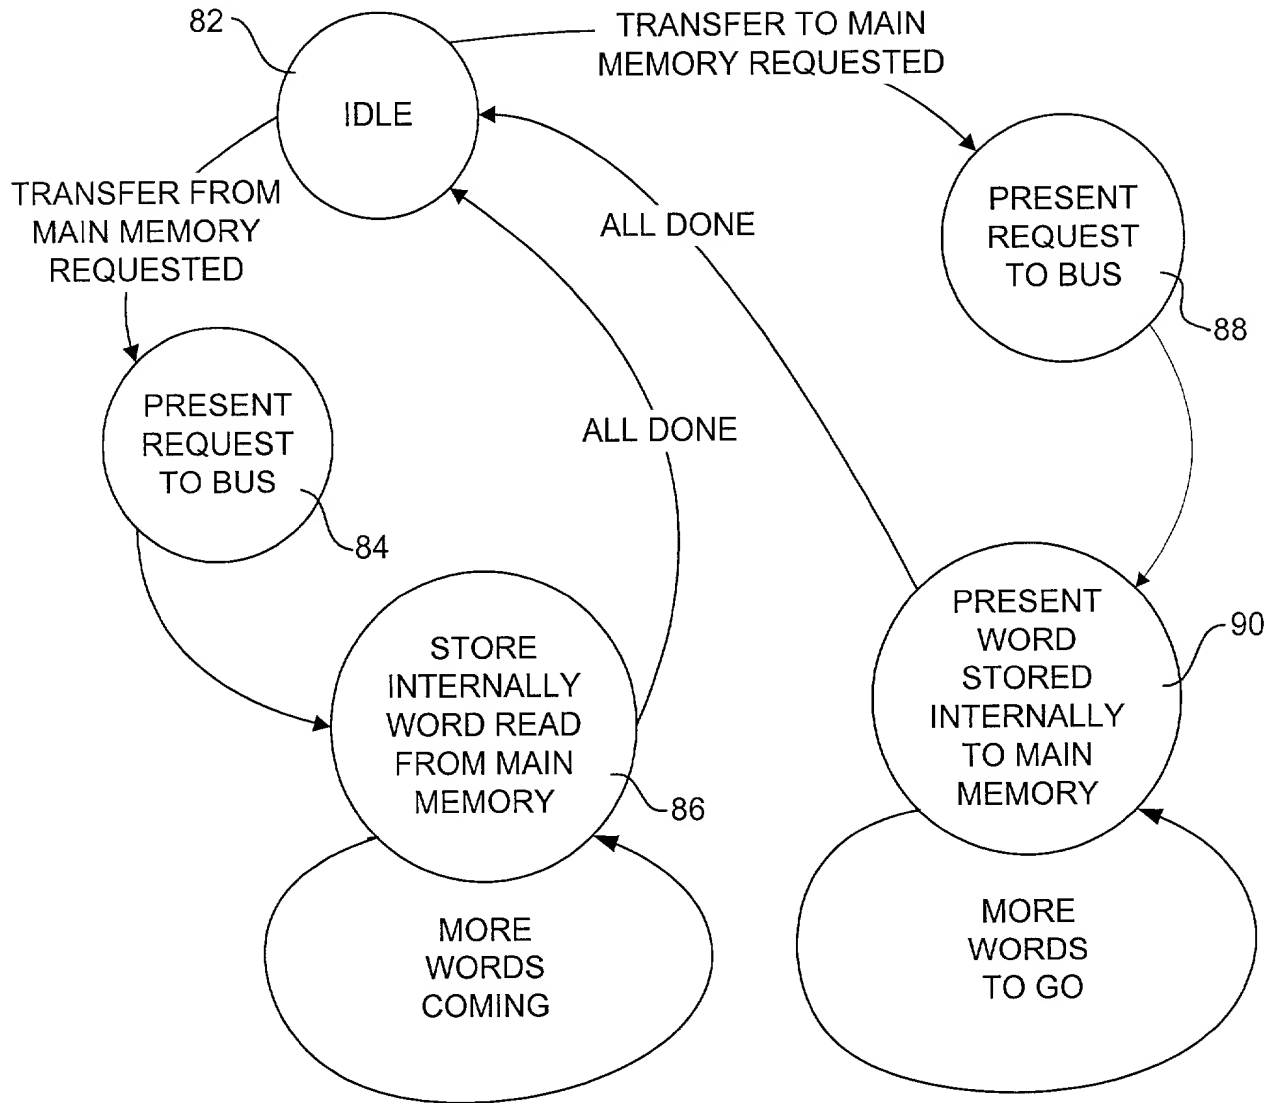 82
IDLE
TRANSFER TO MAIN
MEMORY REQUESTED
TRANSFER FROM
MAIN MEMORY
REQUESTED
ALL DONE
PRESENT
REQUEST
TO BUS
88
PRESENT
REQUEST
TO BUS
84
ALL DONE
STORE
INTERNALLY
WORD READ
FROM MAIN
MEMORY
86
PRESENT
WORD
STORED
INTERNALLY
TO MAIN
MEMORY
90
MORE
WORDS
COMING
MORE
WORDS
TO GO